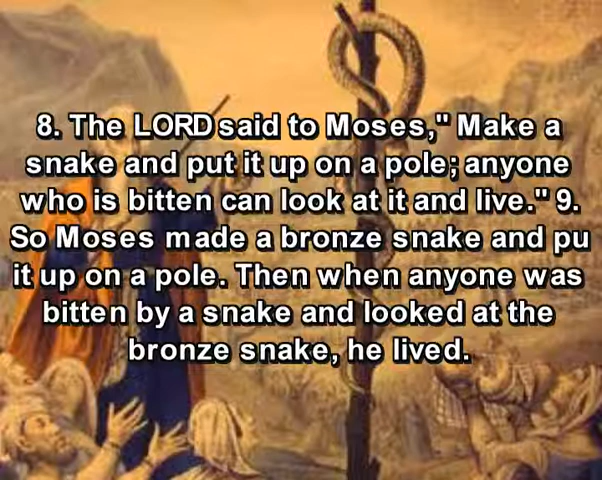 8. The LORD said to Moses," Make a
snake and put it up on a pole; anyone
who is bitten can look at it and live." 9.
So Moses made a bronze snake and pu
it up on a pole. Then when anyone was
bitten by a snake and looked at the
bronze snake, he lived.